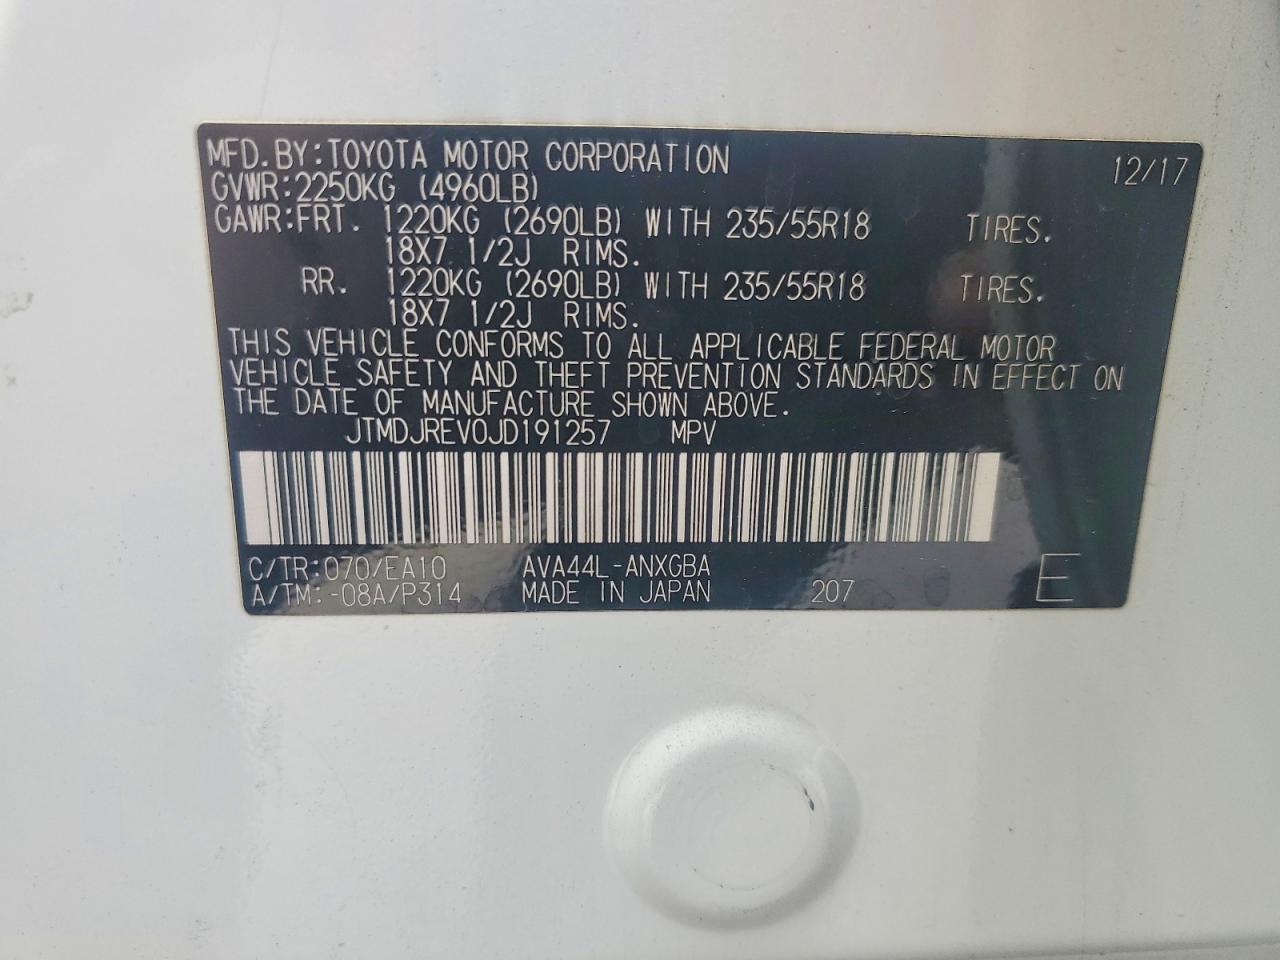 MFD.BY:TOYOTA MOTOR CORPORATION 12/17
GVWR:2250KG (4960LB)
GAWR:FRT. 1220KG (2690LB) WITH 235/55R18 TIRES.
18X7 1/2J RIMS.
RR. 1220KG (2690LB) WITH 235/55R18 TIRES.
18X7 1/2J RIMS.
THIS VEHICLE CONFORMS TO ALL APPLICABLE FEDERAL MOTOR
VEHICLE SAFETY AND THEFT PREVENTION STANDARDS IN EFFECT ON
THE DATE OF MANUFACTURE SHOWN ABOVE.
JTMDJREV0JD191257 MPV
C/TR:070/EA10 AVA44L-ANXGBA
A/TM:-08A/P314 MADE IN JAPAN 207 E